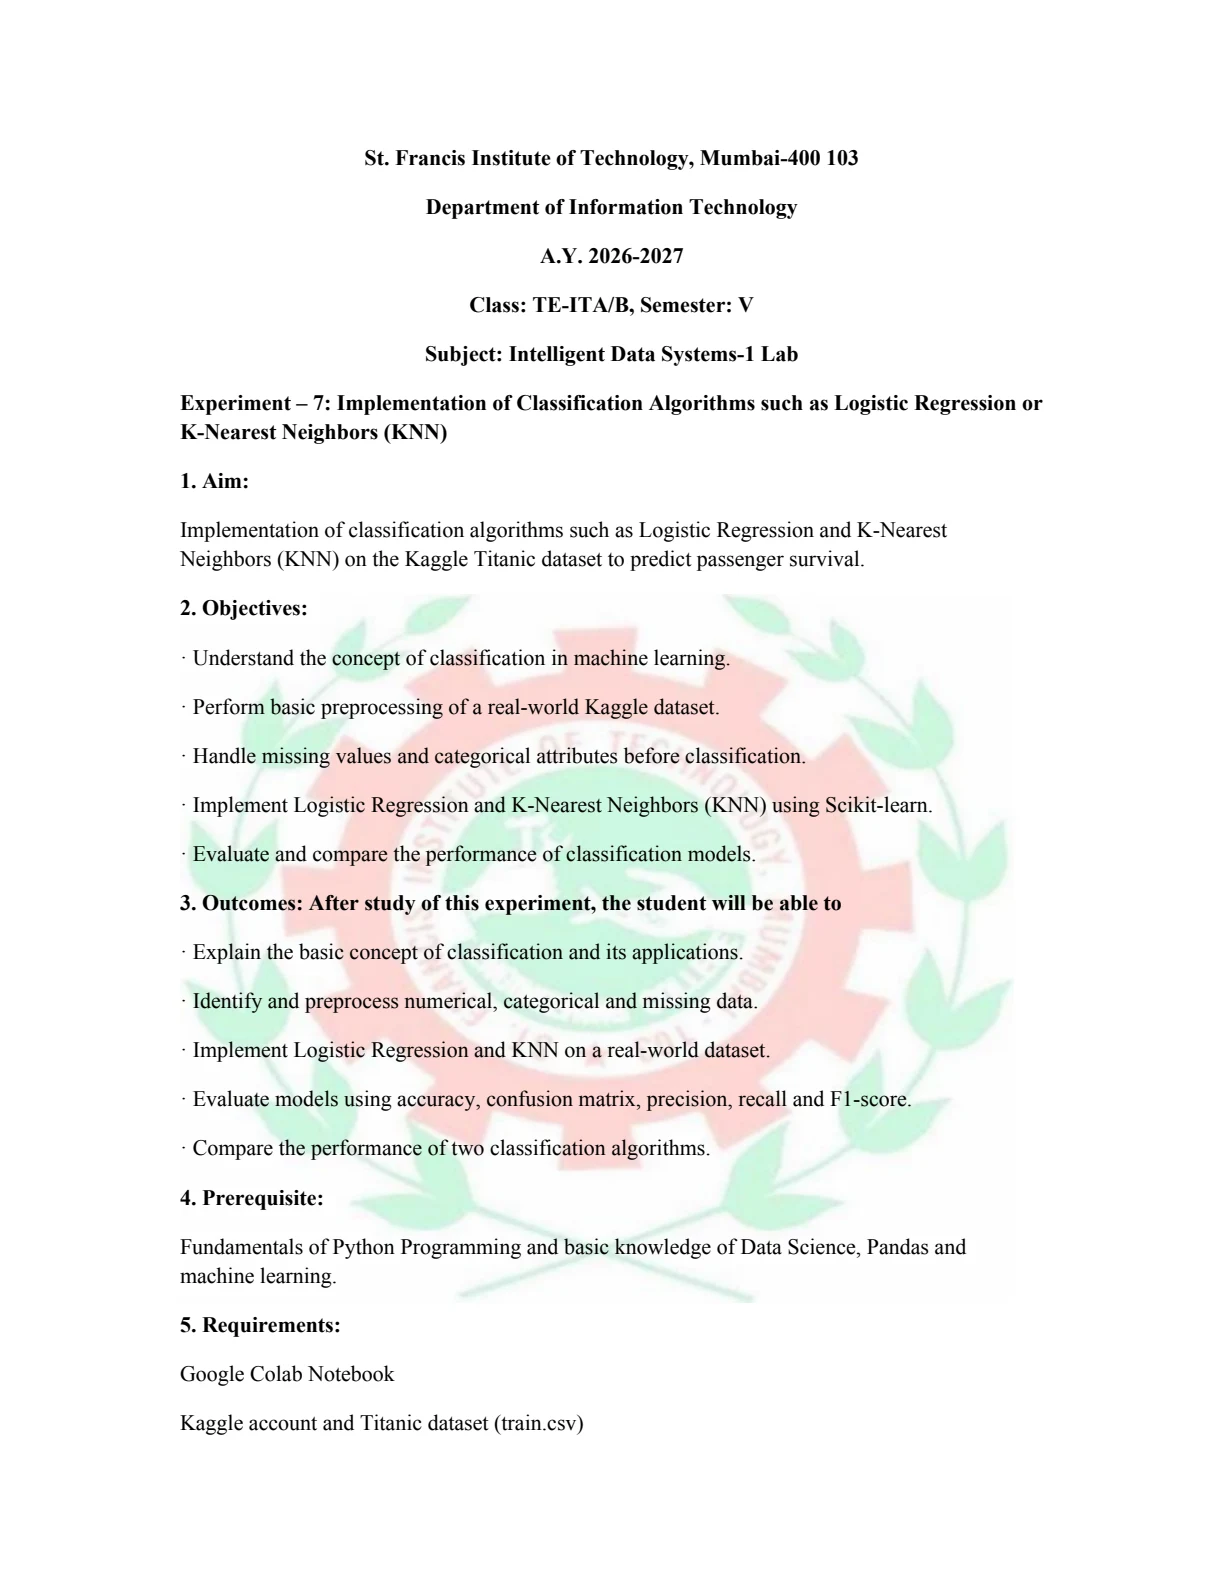 St. Francis Institute of Technology, Mumbai-400 103
Department of Information Technology
A.Y. 2026-2027
Class: TE-ITA/B, Semester: V
Subject: Intelligent Data Systems-1 Lab
Experiment – 7: Implementation of Classification Algorithms such as Logistic Regression or
K-Nearest Neighbors (KNN)
1. Aim:
Implementation of classification algorithms such as Logistic Regression and K-Nearest
Neighbors (KNN) on the Kaggle Titanic dataset to predict passenger survival.
2. Objectives:
· Understand the concept of classification in machine learning.
· Perform basic preprocessing of a real-world Kaggle dataset.
· Handle missing values and categorical attributes before classification.
· Implement Logistic Regression and K-Nearest Neighbors (KNN) using Scikit-learn.
· Evaluate and compare the performance of classification models.
3. Outcomes: After study of this experiment, the student will be able to
· Explain the basic concept of classification and its applications.
· Identify and preprocess numerical, categorical and missing data.
· Implement Logistic Regression and KNN on a real-world dataset.
· Evaluate models using accuracy, confusion matrix, precision, recall and F1-score.
· Compare the performance of two classification algorithms.
4. Prerequisite:
Fundamentals of Python Programming and basic knowledge of Data Science, Pandas and
machine learning.
5. Requirements:
Google Colab Notebook
Kaggle account and Titanic dataset (train.csv)
ST. FRANCIS INSTITUTE OF TECHNOLOGY, MUMBAI - 103